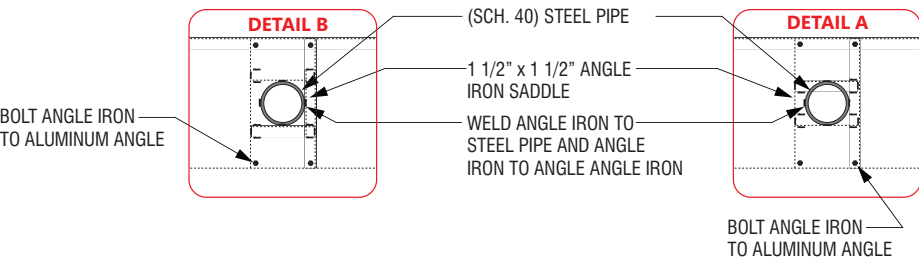 DETAIL B
(SCH. 40) STEEL PIPE
DETAIL A
1 1/2” x 1 1/2” ANGLE
IRON SADDLE
BOLT ANGLE IRON
TO ALUMINUM ANGLE
WELD ANGLE IRON TO
STEEL PIPE AND ANGLE
IRON TO ANGLE ANGLE IRON
BOLT ANGLE IRON
TO ALUMINUM ANGLE